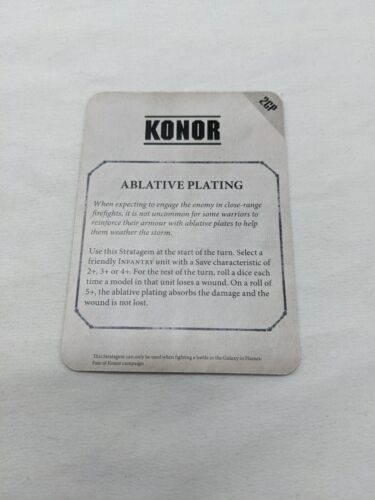 2CP
KONOR
ABLATIVE PLATING
When expecting to engage the enemy in close-range
firefights, it is not uncommon for some warriors to
reinforce their armour with ablative plates to help
them weather the storm.
Use this Stratagem at the start of the turn. Select a
friendly INFANTRY unit with a Save characteristic of
2+, 3+ or 4+. For the rest of the turn, roll a dice each
time a model in that unit loses a wound. On a roll of
5+, the ablative plating absorbs the damage and the
wound is not lost.
This Stratagem can only be used when fighting a battle in the Galaxy in Flames:
Fate of Konor campaign